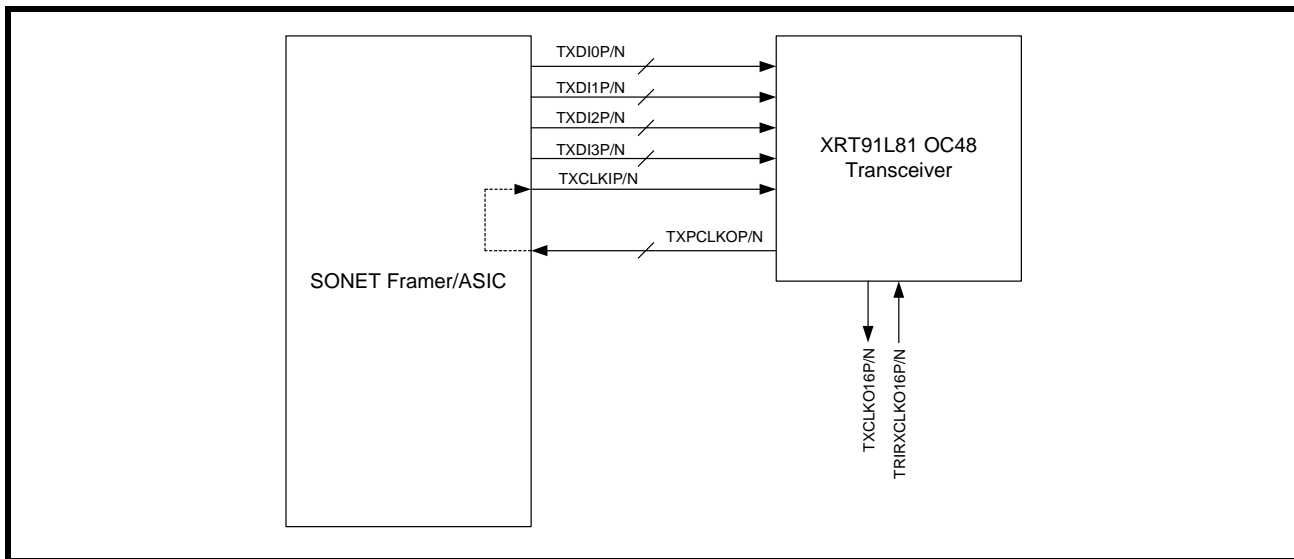 TXDI0P/N
TXDI1P/N
TXDI2P/N
TXDI3P/N
TXCLKIP/N
TXPCLKOP/N
SONET Framer/ASIC
XRT91L81 OC48
Transceiver
TXCLKO16P/N
TRIRXCLKO16P/N